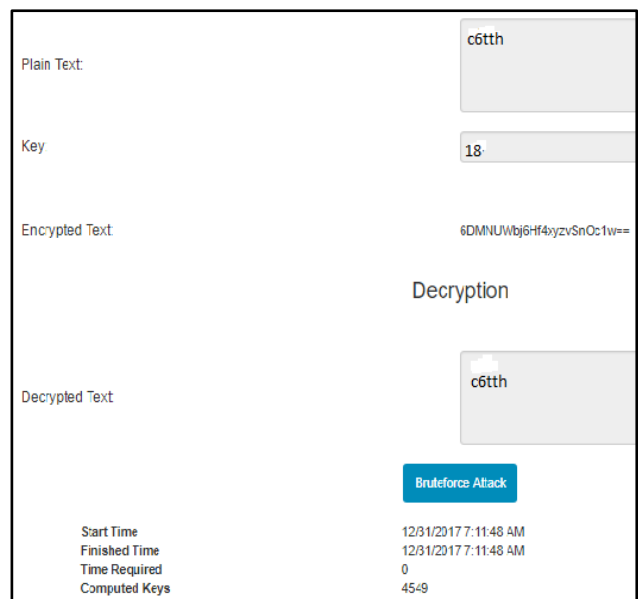 Plain Text: c6tth
Key 18
Encrypted Text: 6DMNUWbj6Hf4xyzvSnOc1w==
Decryption
Decrypted Text c6tth
Bruteforce Attack
Start Time 12/31/2017 7:11:48 AM
Finished Time 12/31/2017 7:11:48 AM
Time Required 0
Computed Keys 4549